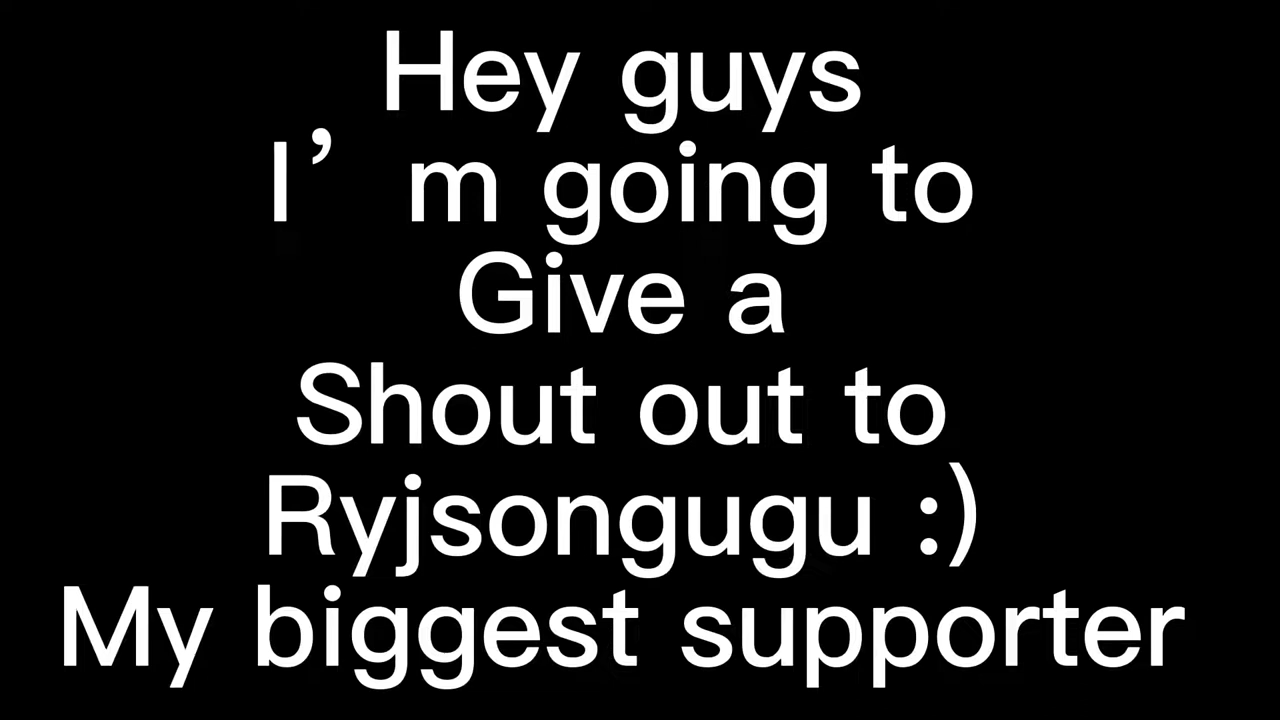 Hey guys
I’m going to
Give a
Shout out to
Ryjsongugu :)
My biggest supporter